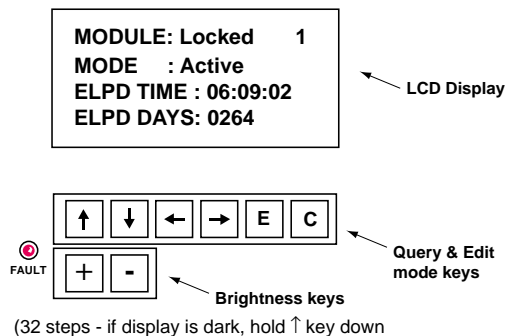 MODULE: Locked 1
MODE : Active
ELPD TIME : 06:09:02
ELPD DAYS: 0264
LCD Display
↑ ↓ ← → E C
FAULT
+ -
Query & Edit
mode keys
Brightness keys
(32 steps - if display is dark, hold ↑ key down